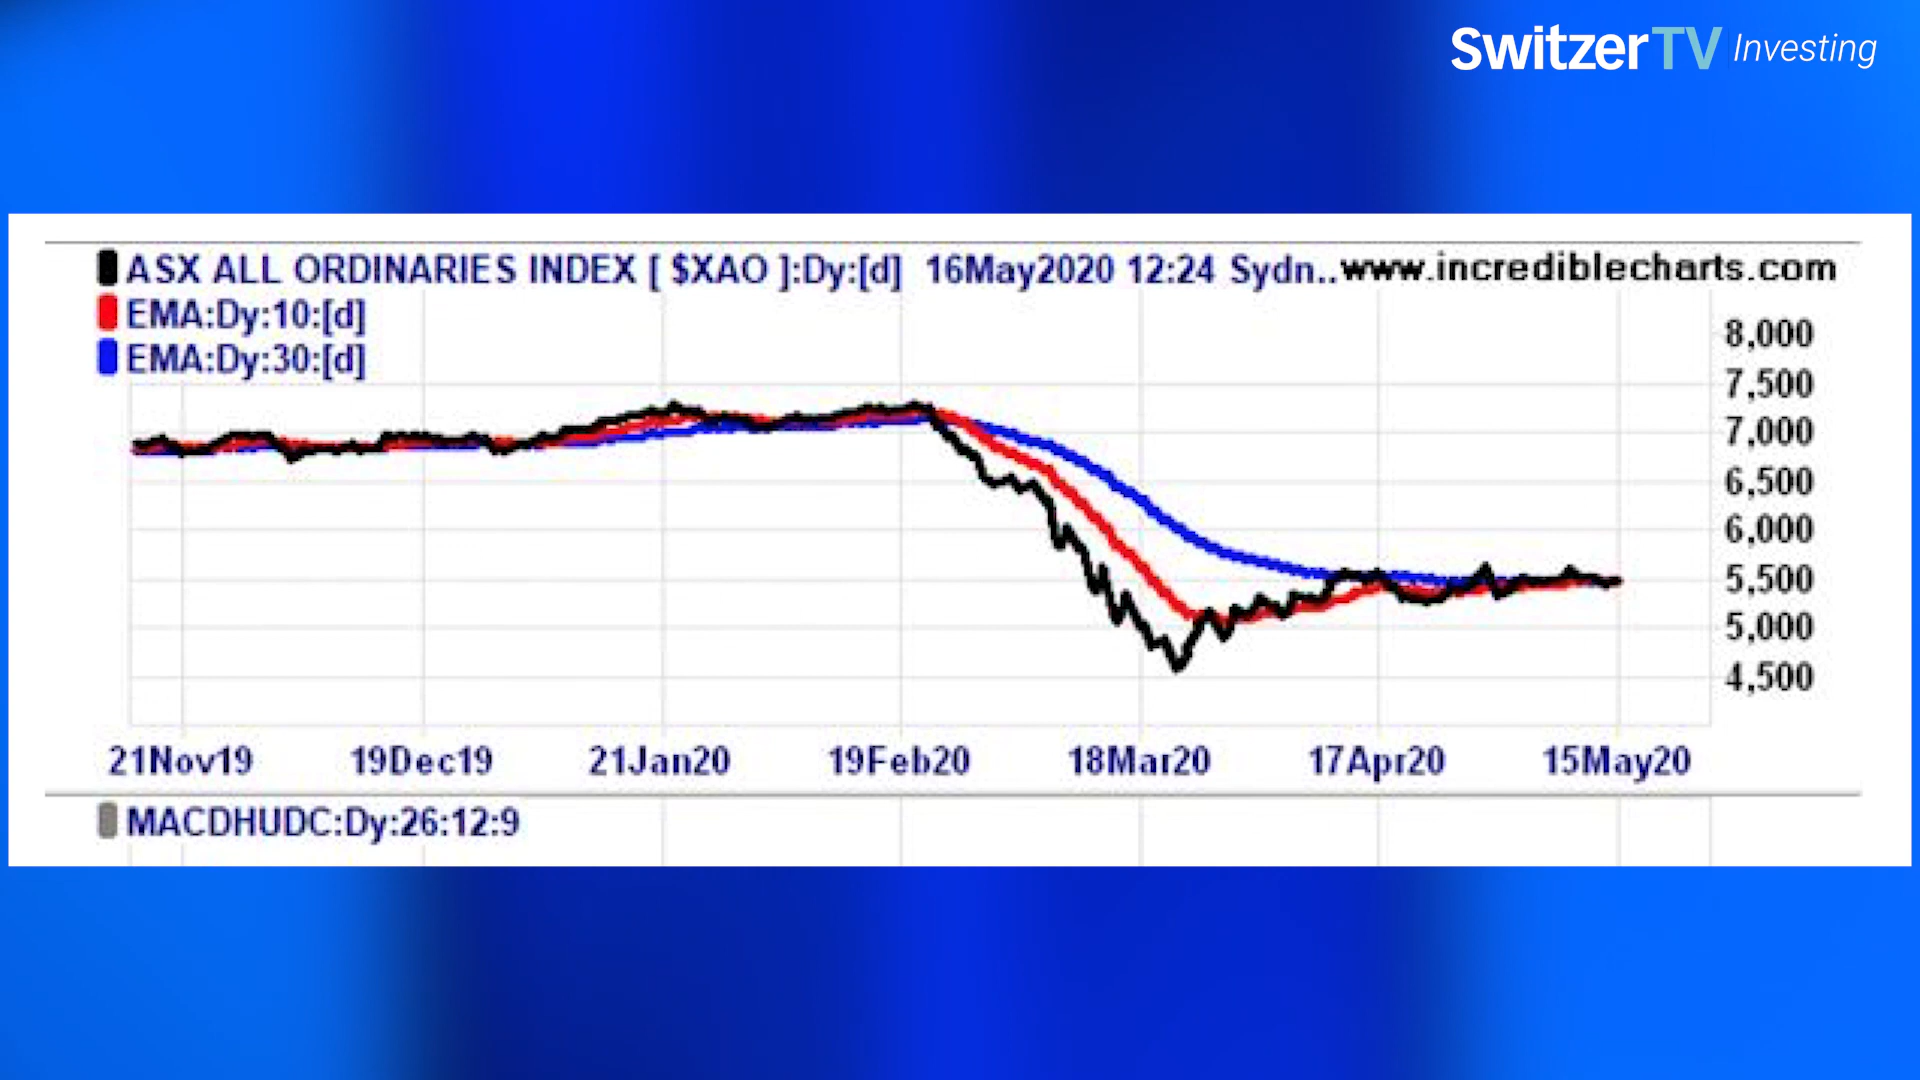 SwitzerTV Investing
ASX ALL ORDINARIES INDEX [ $XAO ]:Dy:[d] 16May2020 12:24 Sydn.. www.incrediblecharts.com
EMA:Dy:10:[d]
EMA:Dy:30:[d]
8,000
7,500
7,000
6,500
6,000
5,500
5,000
4,500
21Nov19 19Dec19 21Jan20 19Feb20 18Mar20 17Apr20 15May20
MACDHUDC:Dy:26:12:9